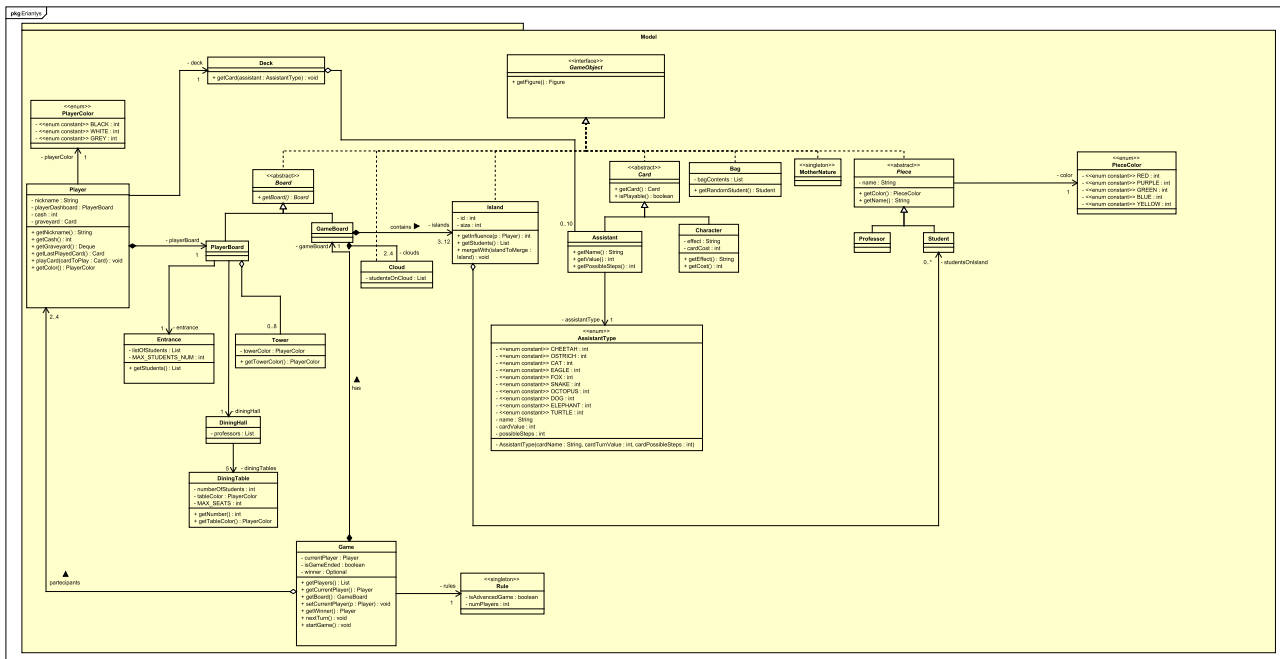 pkg Eriantys
Model
Deck
+ getCard(assistant : AssistantType) : void
- deck
1
<<interface>>
GameObject
+ getFigure() : Figure
<<enum>>
PlayerColor
- <<enum constant>> BLACK : int
- <<enum constant>> WHITE : int
- <<enum constant>> GREY : int
- playerColor
1
Player
- nickname : String
- playerDashboard : PlayerBoard
- cash : int
- graveyard : Card
+ getNickname() : String
+ getCash() : int
+ getGraveyard() : Deque
+ getLastPlayedCard() : Card
+ playCard(cardToPlay : Card) : void
+ getColor() : PlayerColor
2..4
<<abstract>>
Board
+ getBoard() : Board
- playerBoard
1
PlayerBoard
GameBoard
- gameBoard
1
contains
- islands
3..12
Island
- id : int
- size : int
+ getInfluence(p : Player) : int
+ getStudents() : List
+ mergeWith(islandToMerge :
Island) : void
2..4
- clouds
Cloud
- studentsOnCloud : List
<<abstract>>
Card
+ getCard() : Card
+ isPlayable() : boolean
Bag
- bagContents : List
+ getRandomStudent() : Student
<<singleton>>
MotherNature
<<abstract>>
Piece
- name : String
+ getColor() : PieceColor
+ getName() : String
- color
1
<<enum>>
PieceColor
- <<enum constant>> RED : int
- <<enum constant>> PURPLE : int
- <<enum constant>> GREEN : int
- <<enum constant>> BLUE : int
- <<enum constant>> YELLOW : int
0..10
Assistant
+ getName() : String
+ getValue() : int
+ getPossibleSteps() : int
Character
- effect : String
- cardCost : int
+ getEffect() : String
+ getCost() : int
Professor
Student
0..*
- studentsOnIsland
- assistantType
1
<<enum>>
AssistantType
- <<enum constant>> CHEETAH : int
- <<enum constant>> OSTRICH : int
- <<enum constant>> CAT : int
- <<enum constant>> EAGLE : int
- <<enum constant>> FOX : int
- <<enum constant>> SNAKE : int
- <<enum constant>> OCTOPUS : int
- <<enum constant>> DOG : int
- <<enum constant>> ELEPHANT : int
- <<enum constant>> TURTLE : int
- name : String
- cardValue : int
- possibleSteps : int
- AssistantType(cardName : String, cardTurnValue : int, cardPossibleSteps : int)
1
- entrance
Entrance
- listOfStudents : List
- MAX_STUDENTS_NUM : int
+ getStudents() : List
0..8
Tower
- towerColor : PlayerColor
+ getTowerColor() : PlayerColor
has
1
- diningHall
DiningHall
- professors : List
5
- diningTables
DiningTable
- numberOfStudents : int
- tableColor : PlayerColor
- MAX_SEATS : int
+ getNumber() : int
+ getTableColor() : PlayerColor
partecipants
Game
- currentPlayer : Player
- isGameEnded : boolean
- winner : Optional
+ getPlayers() : List
+ getCurrentPlayer() : Player
+ getBoard() : GameBoard
+ setCurrentPlayer(p : Player) : void
+ getWinner() : Player
+ nextTurn() : void
+ startGame() : void
- rules
1
<<singleton>>
Rule
- isAdvancedGame : boolean
- numPlayers : int